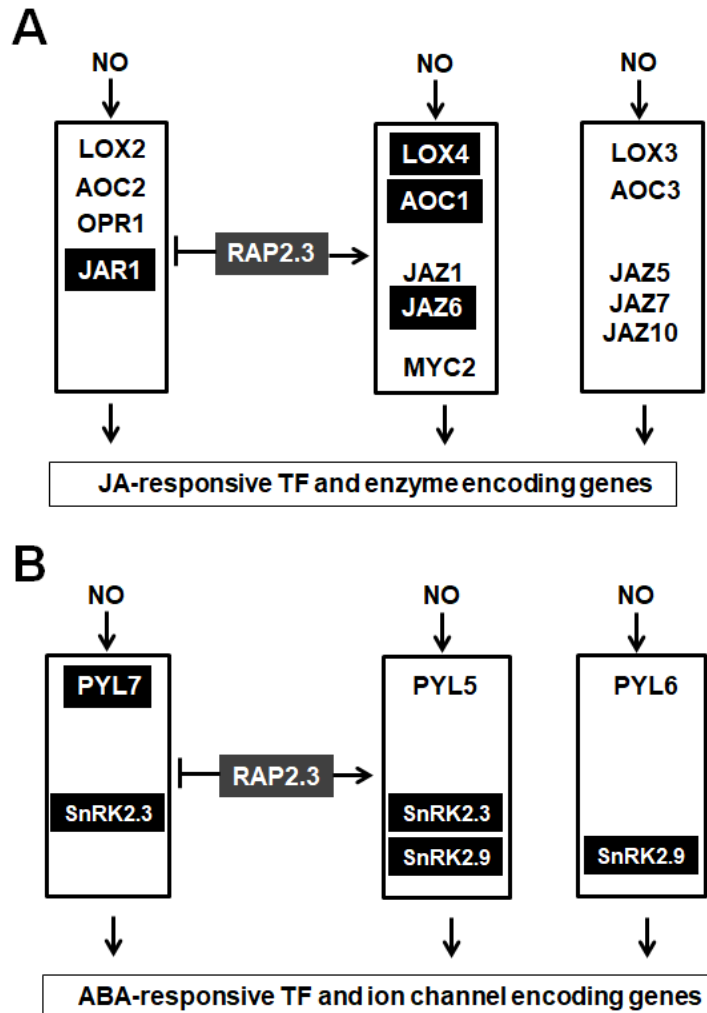 A
NO NO NO
LOX2 LOX4 LOX3
AOC2 AOC1 AOC3
OPR1
JAR1 RAP2.3 JAZ1 JAZ5
JAZ6 JAZ7
JAZ10
MYC2
JA-responsive TF and enzyme encoding genes
B
NO NO NO
PYL7 PYL5 PYL6
RAP2.3
SnRK2.3 SnRK2.3
SnRK2.9 SnRK2.9
ABA-responsive TF and ion channel encoding genes